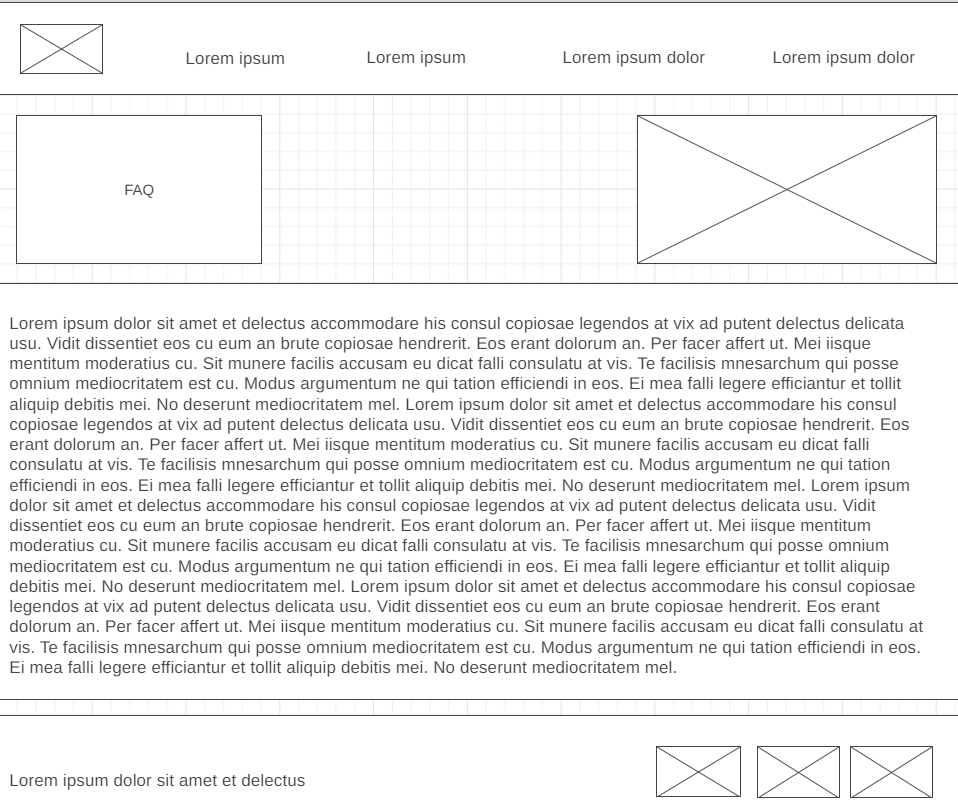 Lorem ipsum
Lorem ipsum
Lorem ipsum dolor
Lorem ipsum dolor
FAQ
Lorem ipsum dolor sit amet et delectus accommodare his consul copiosae legendos at vix ad putent delectus delicata
usu. Vidit dissentiet eos cu eum an brute copiosae hendrerit. Eos erant dolorum an. Per facer affert ut. Mei iisque
mentitum moderatius cu. Sit munere facilis accusam eu dicat falli consulatu at vis. Te facilisis mnesarchum qui posse
omnium mediocritatem est cu. Modus argumentum ne qui tation efficiendi in eos. Ei mea falli legere efficiantur et tollit
aliquip debitis mei. No deserunt mediocritatem mel. Lorem ipsum dolor sit amet et delectus accommodare his consul
copiosae legendos at vix ad putent delectus delicata usu. Vidit dissentiet eos cu eum an brute copiosae hendrerit. Eos
erant dolorum an. Per facer affert ut. Mei iisque mentitum moderatius cu. Sit munere facilis accusam eu dicat falli
consulatu at vis. Te facilisis mnesarchum qui posse omnium mediocritatem est cu. Modus argumentum ne qui tation
efficiendi in eos. Ei mea falli legere efficiantur et tollit aliquip debitis mei. No deserunt mediocritatem mel. Lorem ipsum
dolor sit amet et delectus accommodare his consul copiosae legendos at vix ad putent delectus delicata usu. Vidit
dissentiet eos cu eum an brute copiosae hendrerit. Eos erant dolorum an. Per facer affert ut. Mei iisque mentitum
moderatius cu. Sit munere facilis accusam eu dicat falli consulatu at vis. Te facilisis mnesarchum qui posse omnium
mediocritatem est cu. Modus argumentum ne qui tation efficiendi in eos. Ei mea falli legere efficiantur et tollit aliquip
debitis mei. No deserunt mediocritatem mel. Lorem ipsum dolor sit amet et delectus accommodare his consul copiosae
legendos at vix ad putent delectus delicata usu. Vidit dissentiet eos cu eum an brute copiosae hendrerit. Eos erant
dolorum an. Per facer affert ut. Mei iisque mentitum moderatius cu. Sit munere facilis accusam eu dicat falli consulatu at
vis. Te facilisis mnesarchum qui posse omnium mediocritatem est cu. Modus argumentum ne qui tation efficiendi in eos.
Ei mea falli legere efficiantur et tollit aliquip debitis mei. No deserunt mediocritatem mel.
Lorem ipsum dolor sit amet et delectus